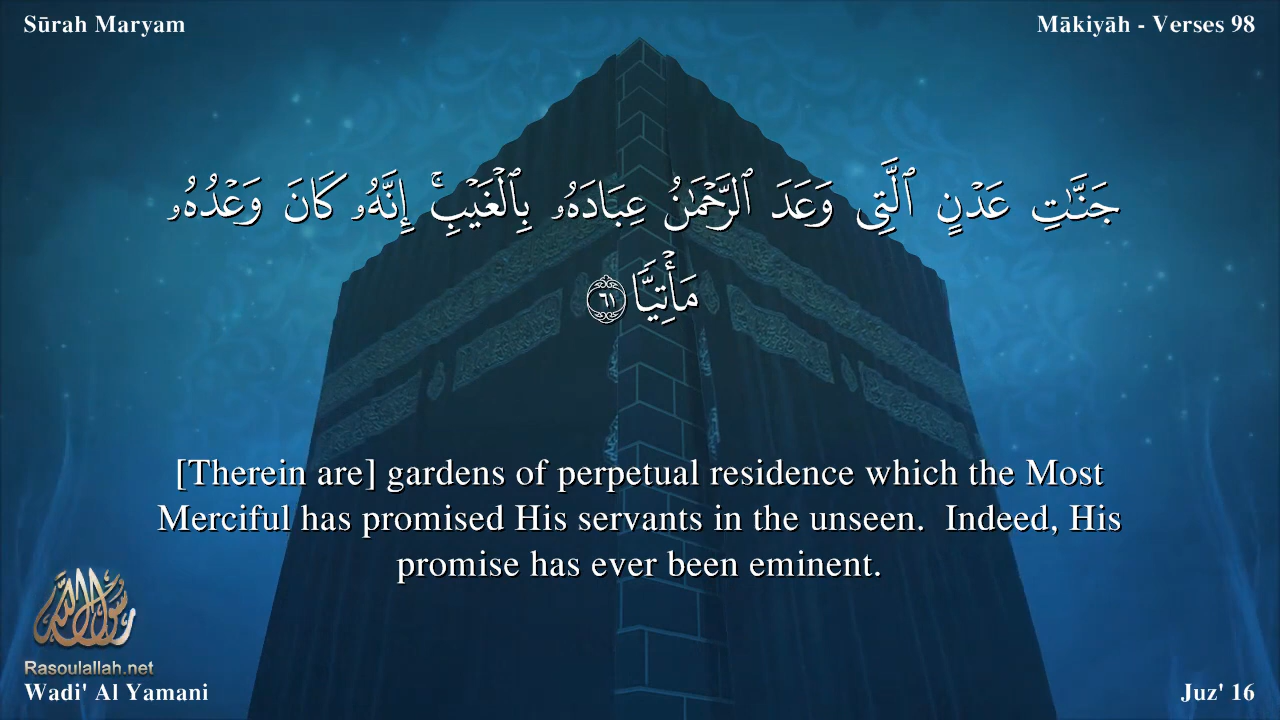 Sūrah Maryam
Mākiyāh - Verses 98
جَنَّـٰتِ عَدْنٍ ٱلَّتِى وَعَدَ ٱلرَّحْمَـٰنُ عِبَادَهُۥ بِٱلْغَيْبِ ۚ إِنَّهُۥ كَانَ وَعْدُهُۥ
مَأْتِيًّا ٦١
[Therein are] gardens of perpetual residence which the Most
Merciful has promised His servants in the unseen.  Indeed, His
promise has ever been eminent.
رسول الله
Rasoulallah.net
Wadi' Al Yamani
Juz' 16